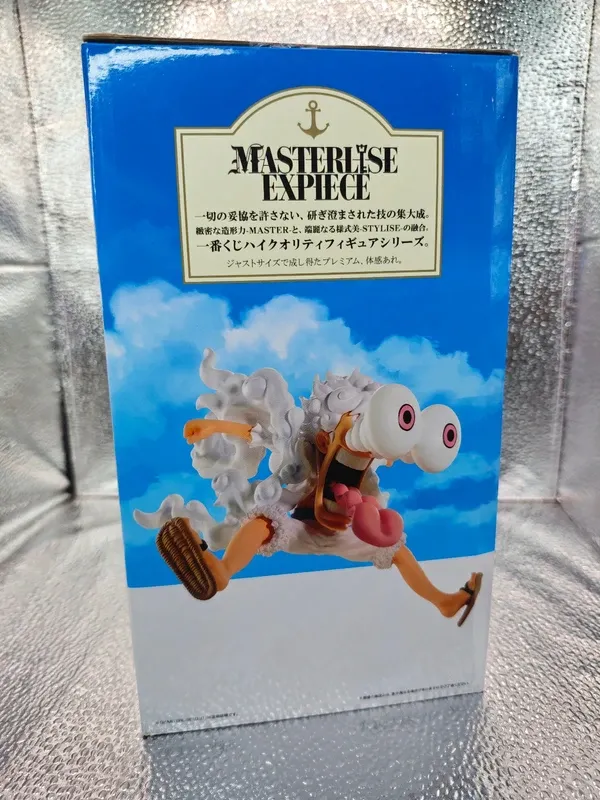 MASTERLISE
EXPIECE
一切の妥協を許さない、研ぎ澄まされた技の集大成。
緻密な造形力-MASTER-と、端麗なる様式美-STYLISE-の融合。
一番くじハイクオリティフィギュアシリーズ。
ジャストサイズで成し得たプレミアム、体感あれ。